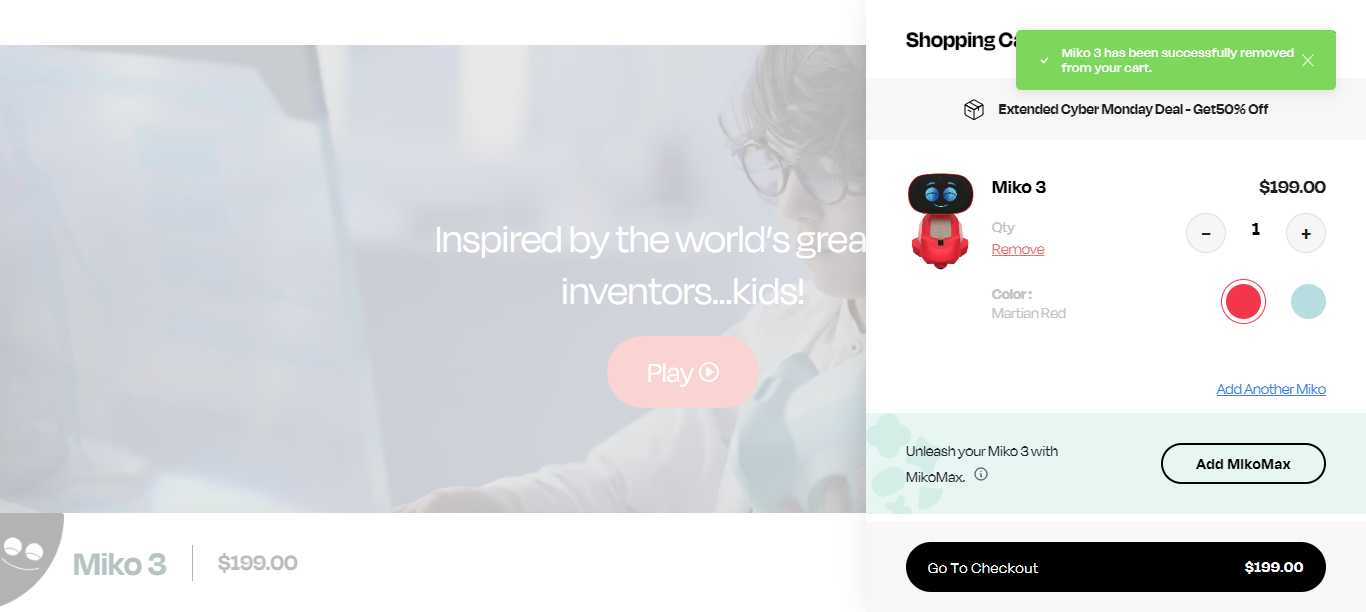 Inspired by the world's grea
inventors...kids!
Play
Miko 3
$199.00
Shopping Ca
Miko 3 has been successfully removed
from your cart.
Extended Cyber Monday Deal - Get50% Off
Miko 3
$199.00
Qty
- 1 +
Remove
Color :
Martian Red
Add Another Miko
Unleash your Miko 3 with
MikoMax.
Add MikoMax
Go To Checkout
$199.00